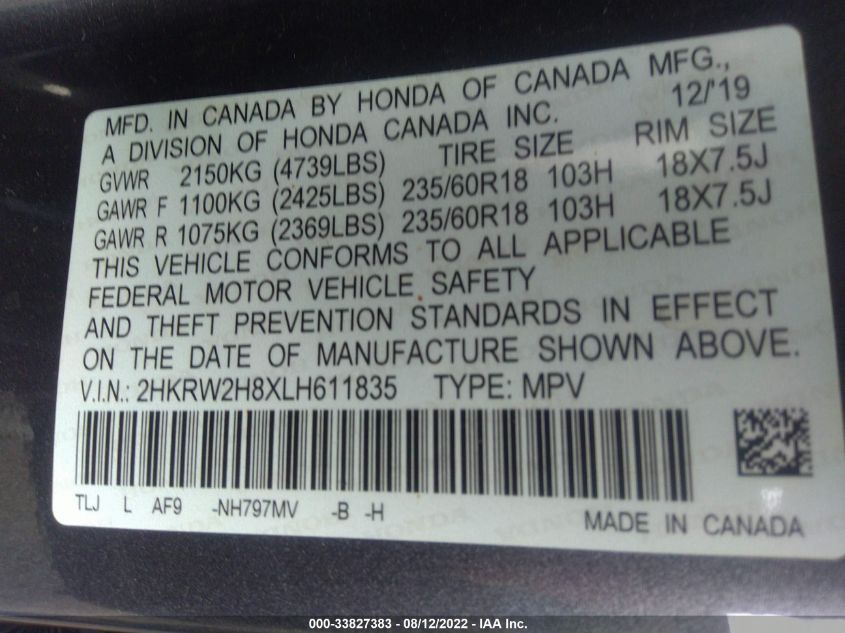 MFD. IN CANADA BY HONDA OF CANADA MFG.,
A DIVISION OF HONDA CANADA INC. 12/'19
GVWR 2150KG (4739LBS) TIRE SIZE RIM SIZE
GAWR F 1100KG (2425LBS) 235/60R18 103H 18X7.5J
GAWR R 1075KG (2369LBS) 235/60R18 103H 18X7.5J
THIS VEHICLE CONFORMS TO ALL APPLICABLE
FEDERAL MOTOR VEHICLE SAFETY
AND THEFT PREVENTION STANDARDS IN EFFECT
ON THE DATE OF MANUFACTURE SHOWN ABOVE.
V.I.N.: 2HKRW2H8XLH611835 TYPE: MPV
TLJ L AF9 -NH797MV -B -H
MADE IN CANADA
000-33827383 - 08/12/2022 - IAA Inc.